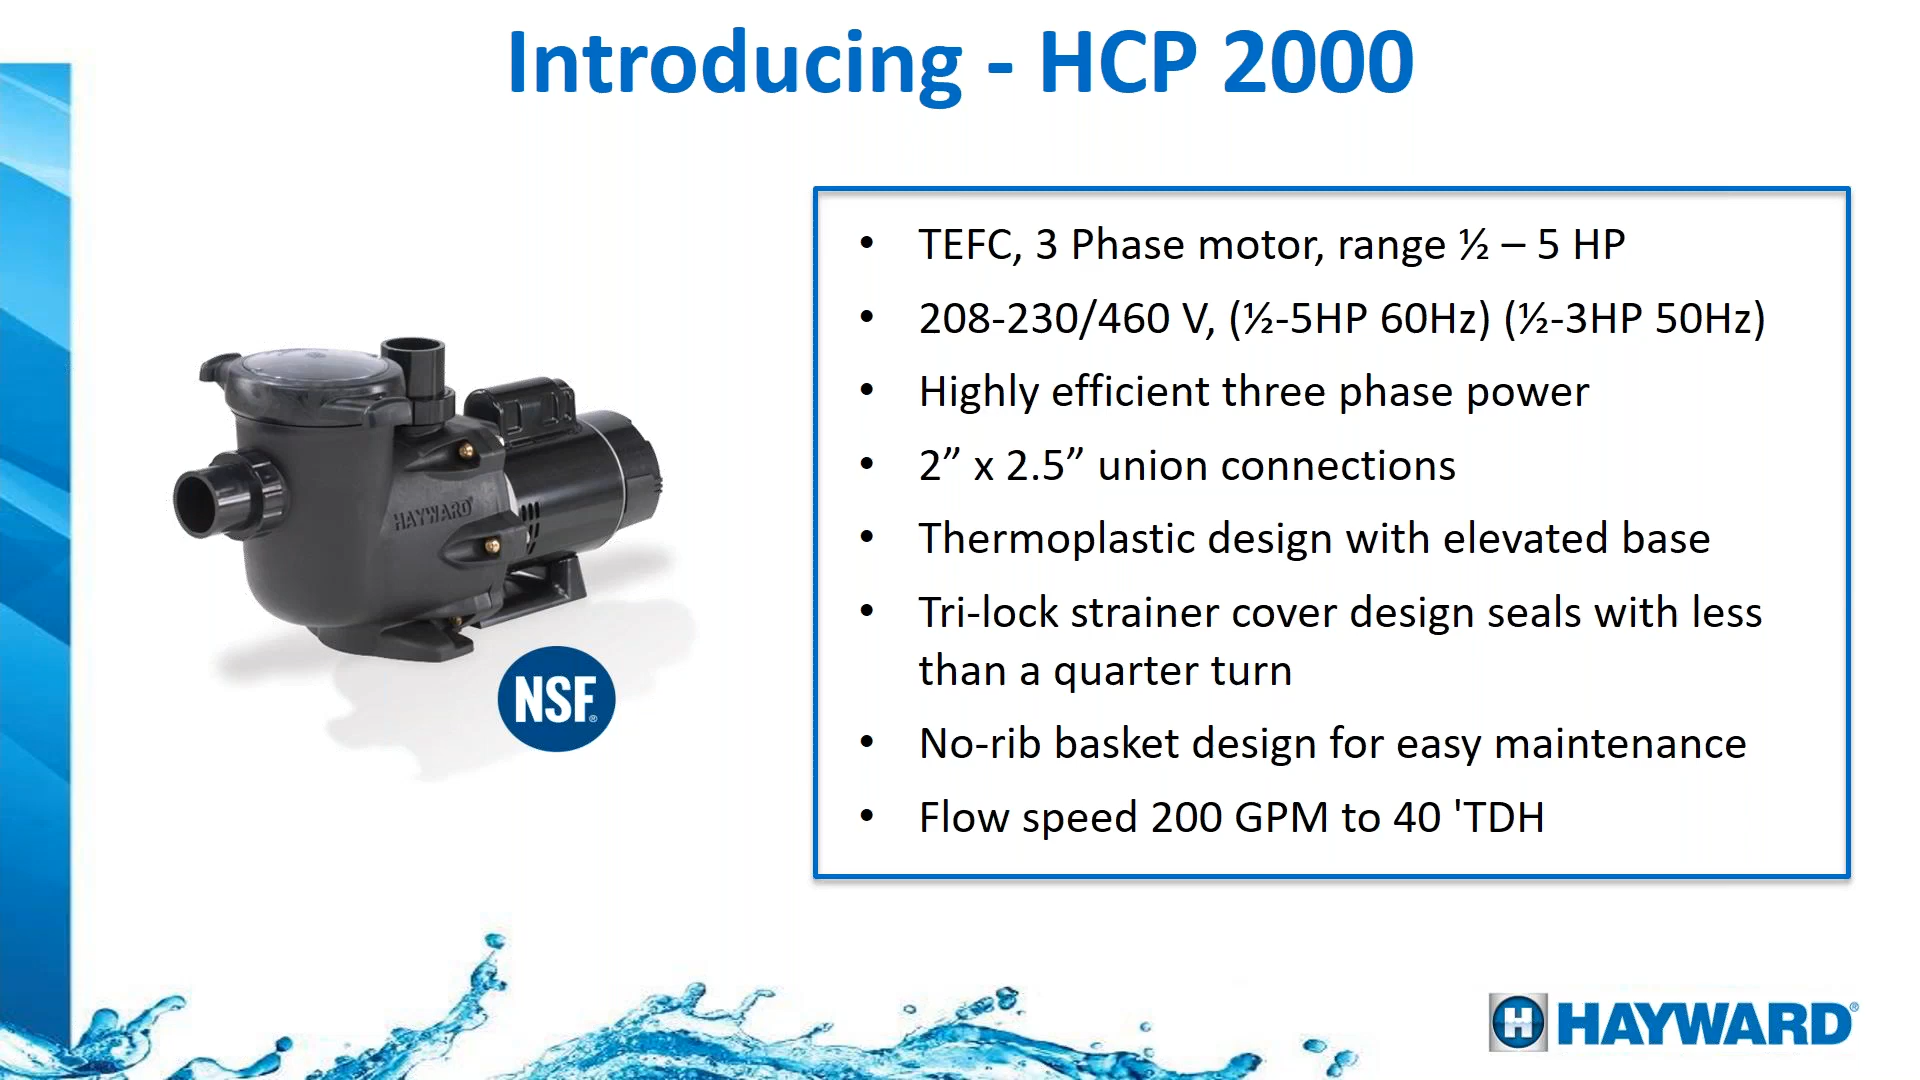 Introducing - HCP 2000
• TEFC, 3 Phase motor, range ½ – 5 HP
• 208-230/460 V, (½-5HP 60Hz) (½-3HP 50Hz)
• Highly efficient three phase power
• 2” x 2.5” union connections
• Thermoplastic design with elevated base
• Tri-lock strainer cover design seals with less
than a quarter turn
• No-rib basket design for easy maintenance
• Flow speed 200 GPM to 40 'TDH
HAYWARD®
NSF®
H HAYWARD®